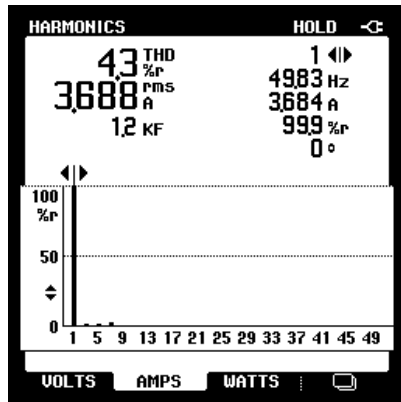 HARMONICS HOLD
4,3 THD %r
3,688 rms A
1,2 KF
1
49,83 Hz
3,684 A
99,9 %r
0 °
100
%r
50
0
1 5 9 13 17 21 25 29 33 37 41 45 49
VOLTS AMPS WATTS